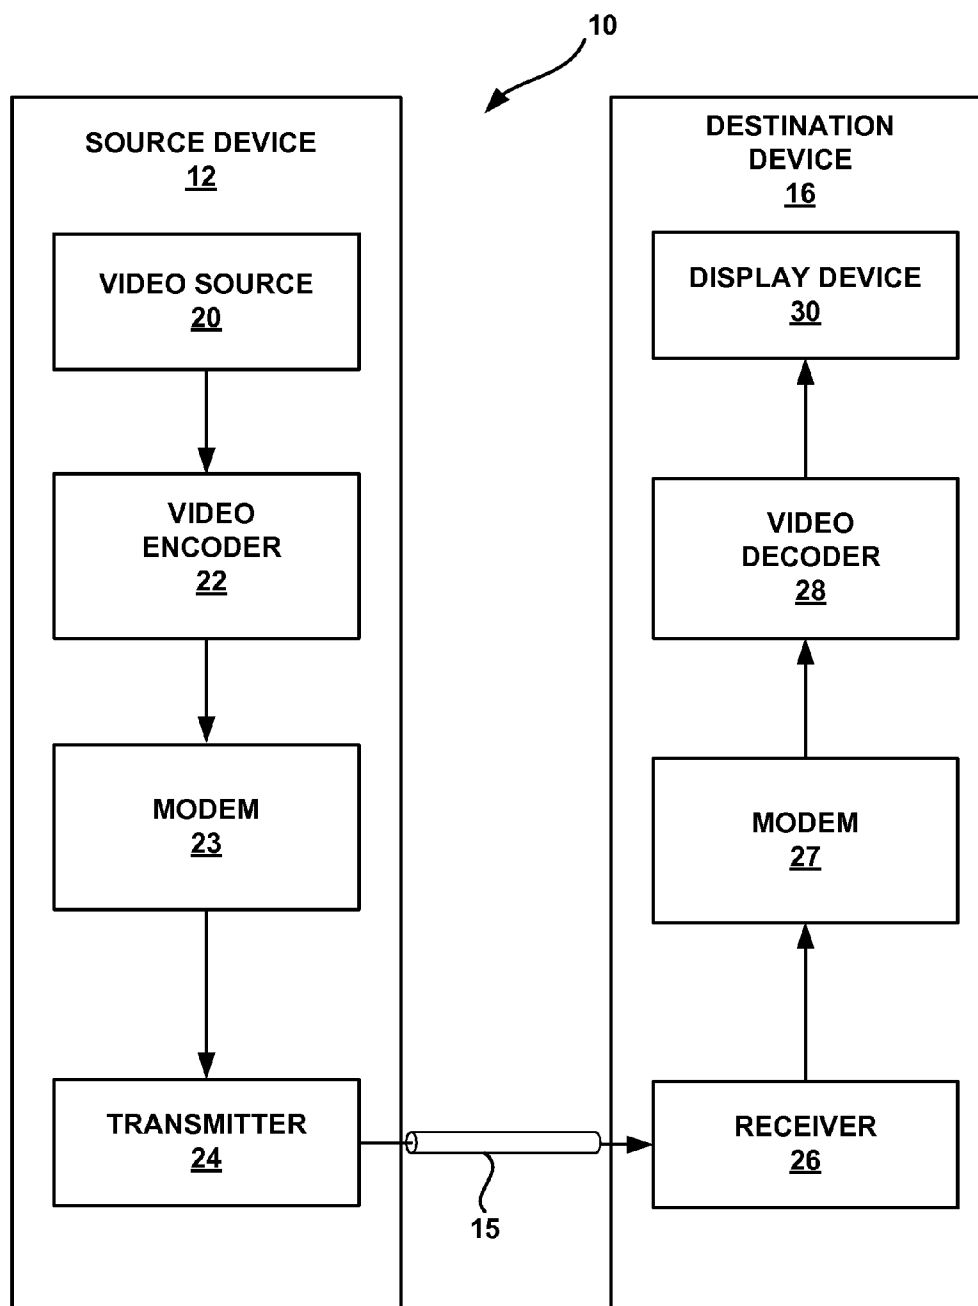 10
SOURCE DEVICE
12
VIDEO SOURCE
20
VIDEO
ENCODER
22
MODEM
23
TRANSMITTER
24
15
DESTINATION
DEVICE
16
DISPLAY DEVICE
30
VIDEO
DECODER
28
MODEM
27
RECEIVER
26